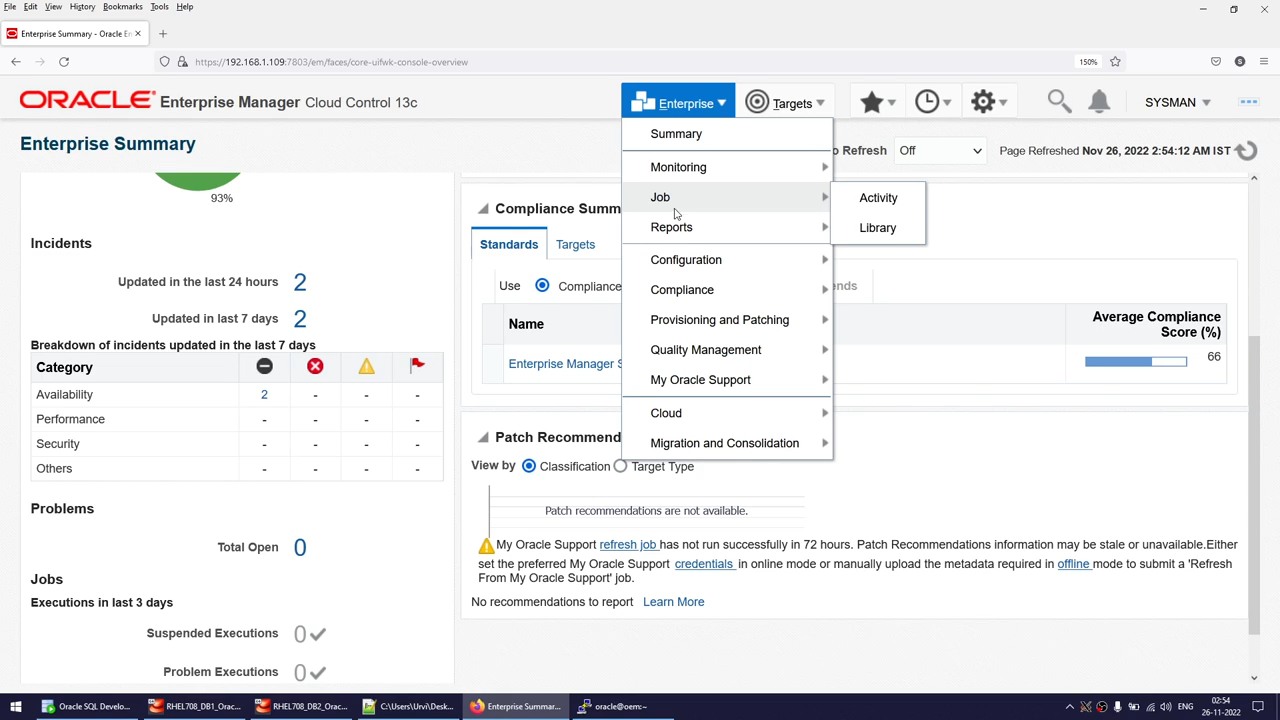 File Edit View History Bookmarks Tools Help
Enterprise Summary - Oracle En
https://192.168.1.109:7803/em/faces/core-uifwk-console-overview
150%
ORACLE Enterprise Manager Cloud Control 13c
Enterprise
Targets
SYSMAN
Enterprise Summary
o Refresh
Off
Page Refreshed Nov 26, 2022 2:54:12 AM IST
Summary
Monitoring
Job
Reports
Configuration
Compliance
Provisioning and Patching
Quality Management
My Oracle Support
Cloud
Migration and Consolidation
Activity
Library
93%
Incidents
Updated in the last 24 hours 2
Updated in last 7 days 2
Breakdown of incidents updated in the last 7 days
Category
Availability 2 - - -
Performance - - - -
Security - - - -
Others - - - -
Problems
Total Open 0
Jobs
Executions in last 3 days
Suspended Executions 0
Problem Executions 0
Compliance Summ
Standards Targets
Use Compliance
ends
Name
Average Compliance
Score (%)
Enterprise Manager S
66
Patch Recommend
View by Classification Target Type
Patch recommendations are not available.
My Oracle Support refresh job has not run successfully in 72 hours. Patch Recommendations information may be stale or unavailable.Either
set the preferred My Oracle Support credentials in online mode or manually upload the metadata required in offline mode to submit a 'Refresh
From My Oracle Support' job.
No recommendations to report Learn More
Oracle SQL Develo...
RHEL708_DB1_Orac...
RHEL708_DB2_Orac...
C:\Users\Urvi\Desk...
Enterprise Summar...
oracle@oem:~
ENG
02:54
26-11-2022